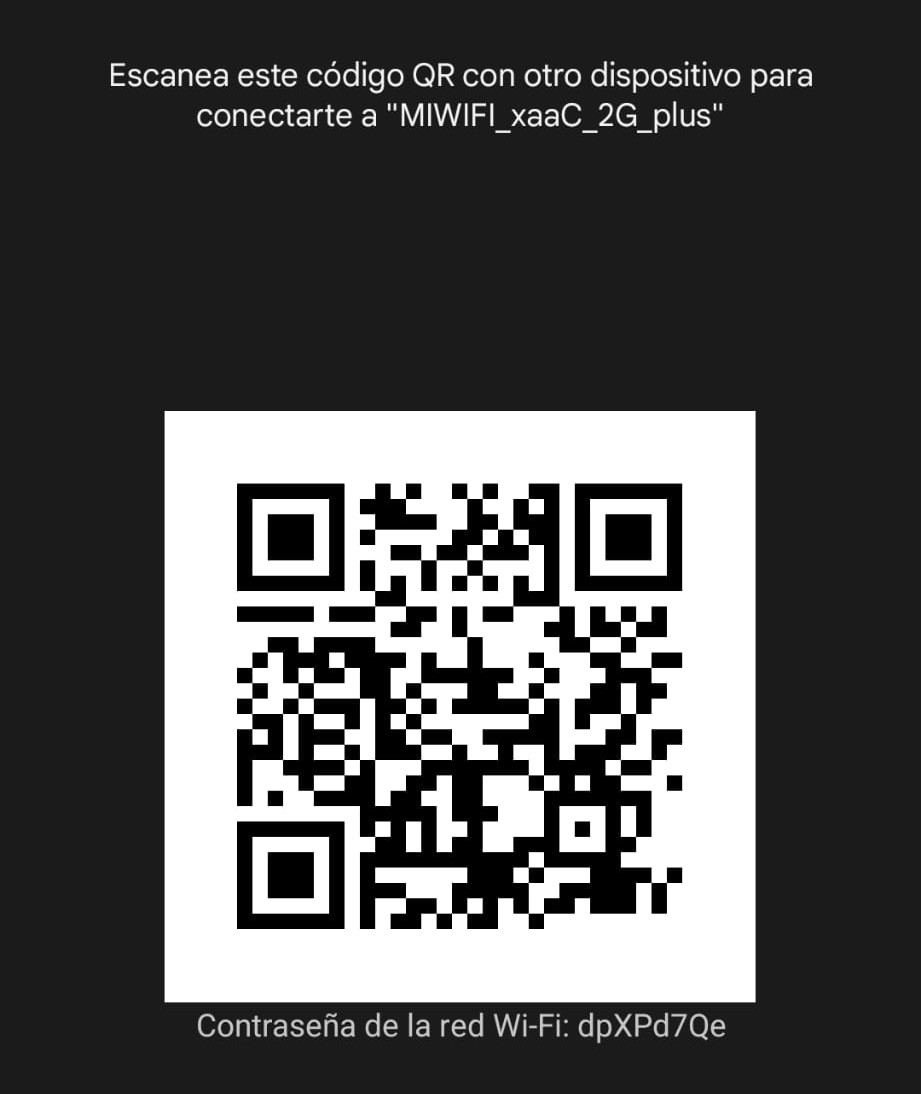 Escanea este código QR con otro dispositivo para
conectarte a "MIWIFI_xaaC_2G_plus"
Contraseña de la red Wi-Fi: dpXPd7Qe